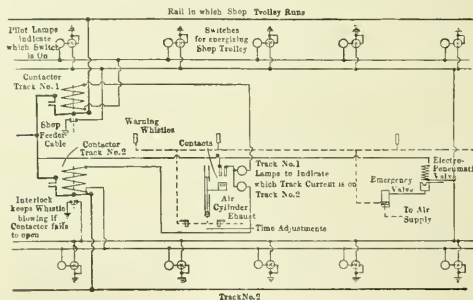 Rail in which Shop Trolley Runs
Pilot Lamps
indicate
which Switch
is On
Switches
for energizing
Shop Trolley
Contactor
Track No.1
Shop
Feeder
Cable
Contactor
Track No.2
Warning
Whistles
Contacts
Track No.1
Lamps to Indicate
which Track Current is on
Track No.2
Air
Cylinder
Exhaust
Time Adjustments
Electro-
Pneumatic
Valve
Emergency
Valve
To Air
Supply
Interlock
keeps Whistle
blowing if
Contactor fails
to open
Track No.2